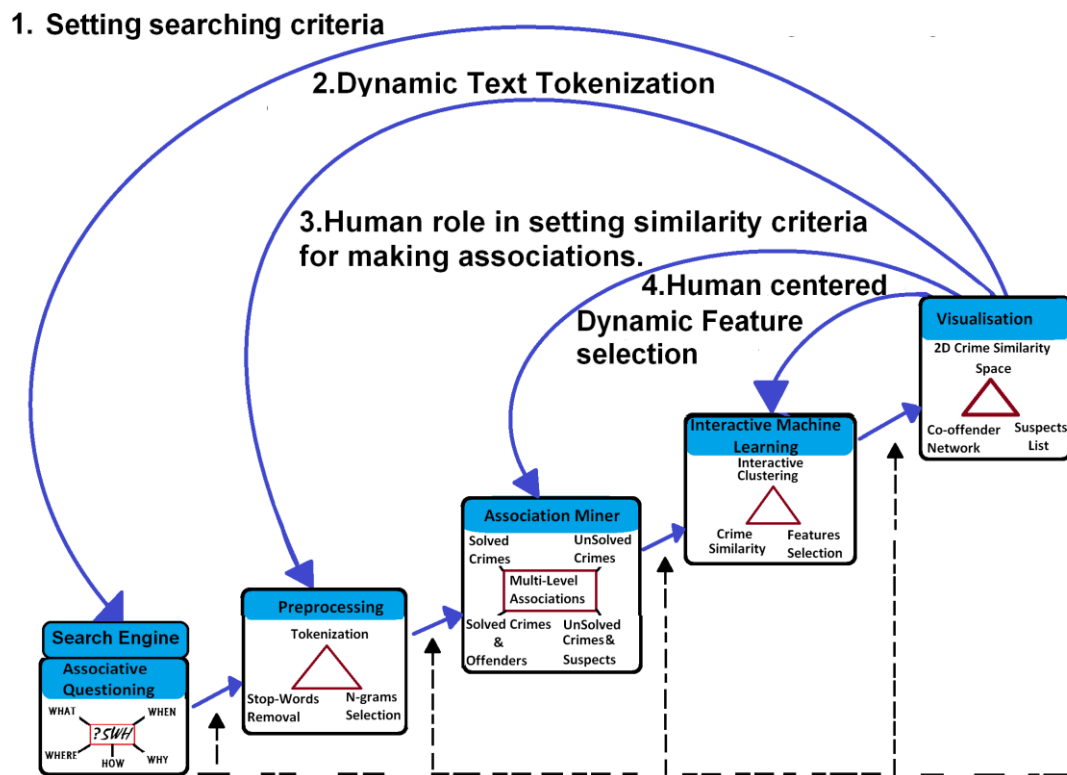 1. Setting searching criteria
2.Dynamic Text Tokenization
3.Human role in setting similarity criteria
for making associations.
4.Human centered
Dynamic Feature
selection
Visualisation
2D Crime Similarity
Space
Co-offender
Network
Suspects
List
Interactive Machine
Learning
Interactive
Clustering
Crime
Similarity
Features
Selection
Association Miner
Solved
Crimes
UnSolved
Crimes
Multi-Level
Associations
Solved Crimes
&
Offenders
UnSolved
Crimes&
Suspects
Preprocessing
Tokenization
Stop-Words
Removal
N-grams
Selection
Search Engine
Associative
Questioning
WHAT
WHEN
?5WH
WHERE
HOW
WHY